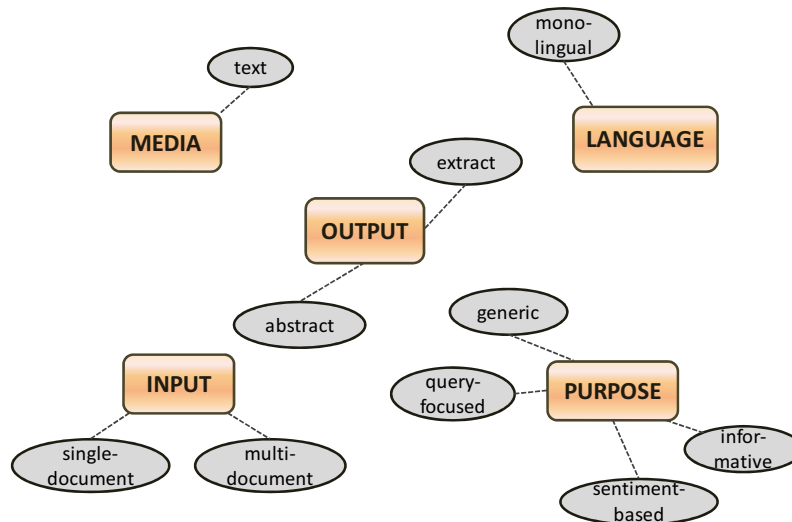 mono-
lingual
text
MEDIA
LANGUAGE
extract
OUTPUT
abstract
generic
INPUT
query-
focused
PURPOSE
single-
document
multi-
document
infor-
mative
sentiment-
based